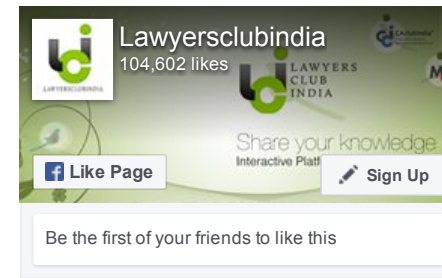 Lawyersclubindia
104,602 likes
LAWYERS
CLUB
INDIA
LAWYERSCLUBINDIA
Share your knowledge
Interactive Platf
Like Page
Sign Up
Be the first of your friends to like this